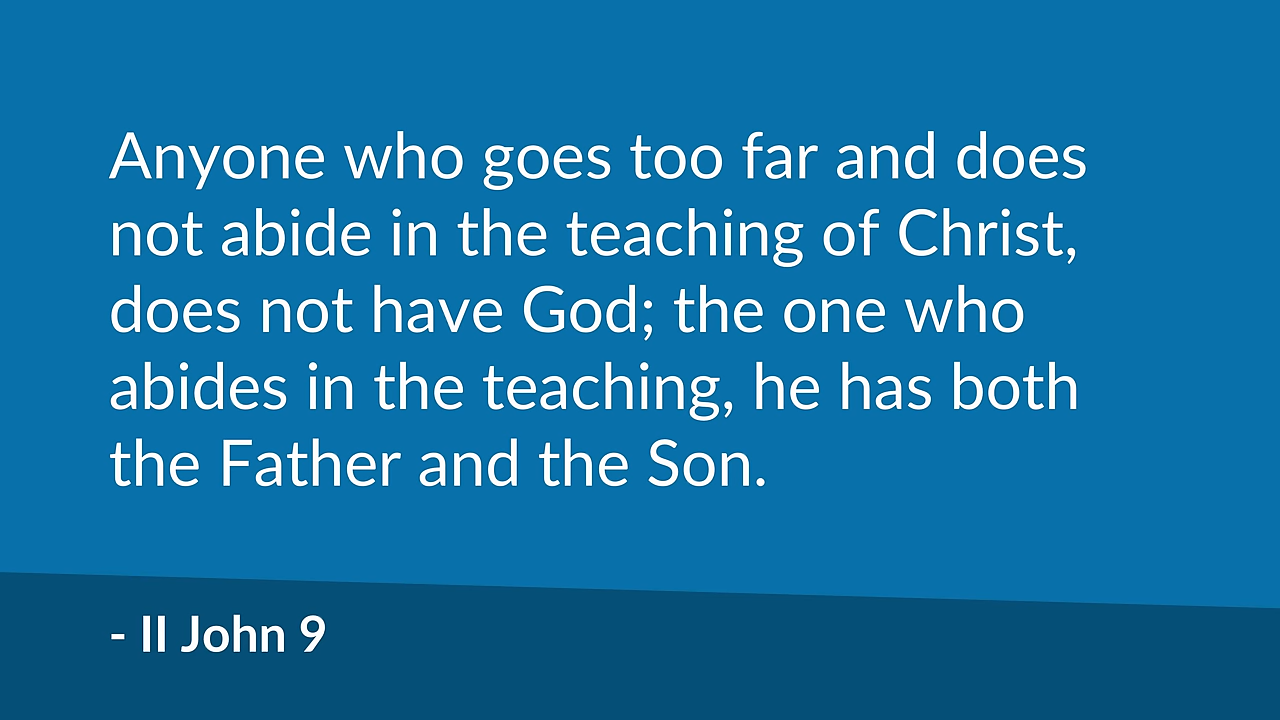 Anyone who goes too far and does
not abide in the teaching of Christ,
does not have God; the one who
abides in the teaching, he has both
the Father and the Son.
- II John 9